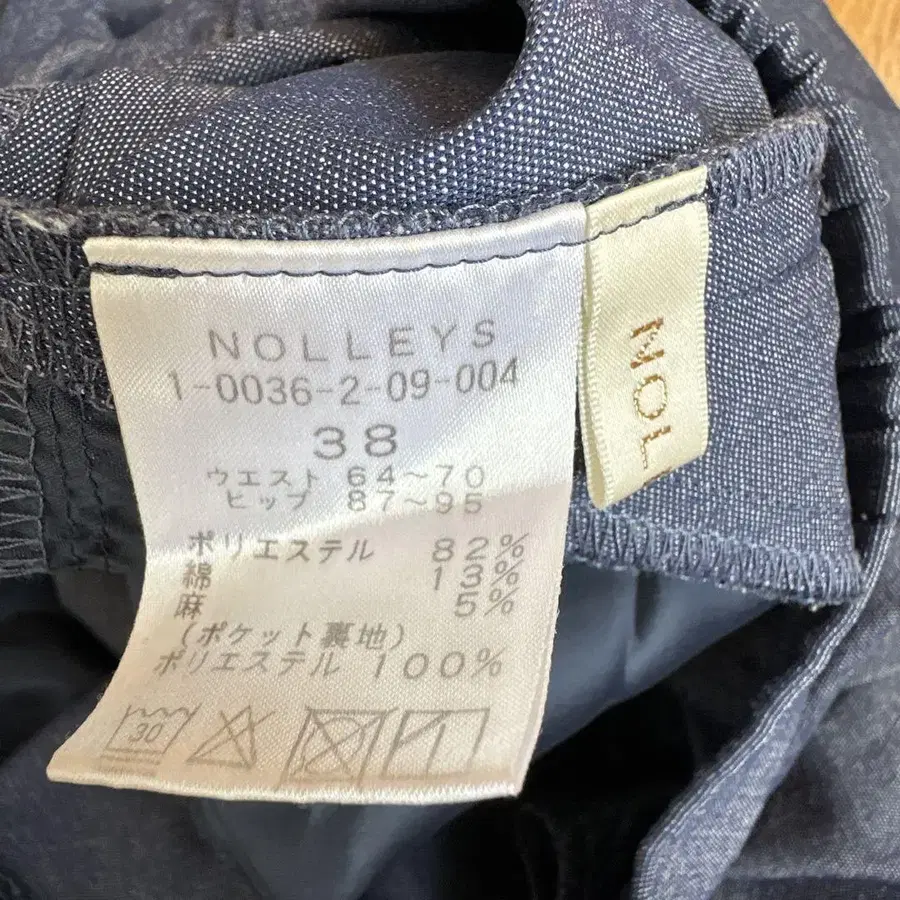 NOLLEYS
1-0036-2-09-004
38
ウエスト 64~70
ヒップ 87~95
ポリエステル 82%
綿 13%
麻 5%
(ポケット裏地)
ポリエステル 100%
30
NOL